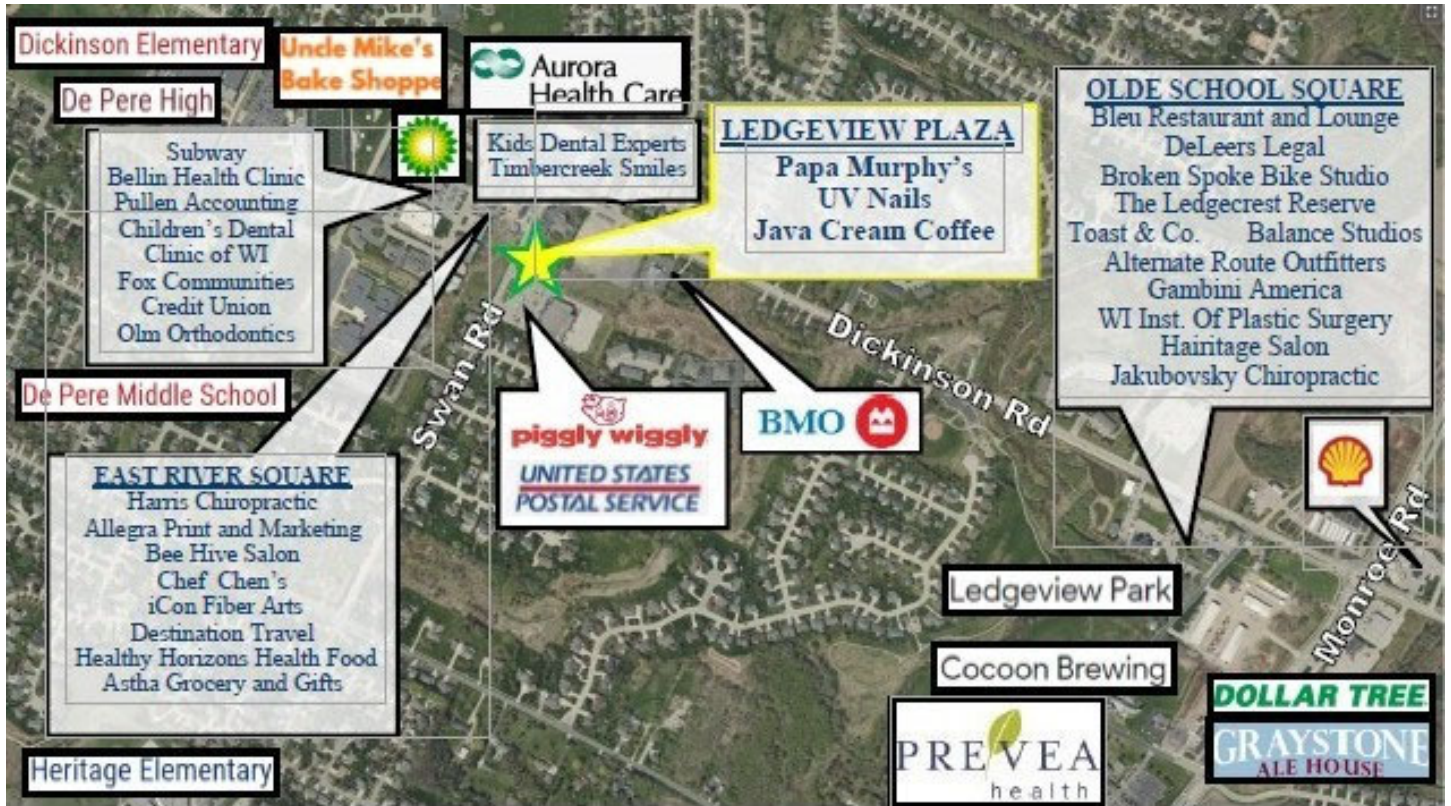 Dickinson Elementary
De Pere High
Uncle Mike's
Bake Shoppe
Aurora
Health Care
Subway
Bellin Health Clinic
Pullen Accounting
Children's Dental
Clinic of WI
Fox Communities
Credit Union
Olm Orthodontics
Kids Dental Experts
Timbercreek Smiles
LEDGEVIEW PLAZA
Papa Murphy's
UV Nails
Java Cream Coffee
OLDE SCHOOL SQUARE
Bleu Restaurant and Lounge
DeLeers Legal
Broken Spoke Bike Studio
The Ledgecrest Reserve
Toast & Co. Balance Studios
Alternate Route Outfitters
Gambini America
WI Inst. Of Plastic Surgery
Hairitage Salon
Jakubovsky Chiropractic
De Pere Middle School
Swan Rd
Dickinson Rd
piggly wiggly
UNITED STATES
POSTAL SERVICE
BMO
EAST RIVER SQUARE
Harris Chiropractic
Allegra Print and Marketing
Bee Hive Salon
Chef Chen's
iCon Fiber Arts
Destination Travel
Healthy Horizons Health Food
Astha Grocery and Gifts
Monroe Rd
Ledgeview Park
Cocoon Brewing
PREVEA
health
DOLLAR TREE
GRAYSTONE
ALE HOUSE
Heritage Elementary